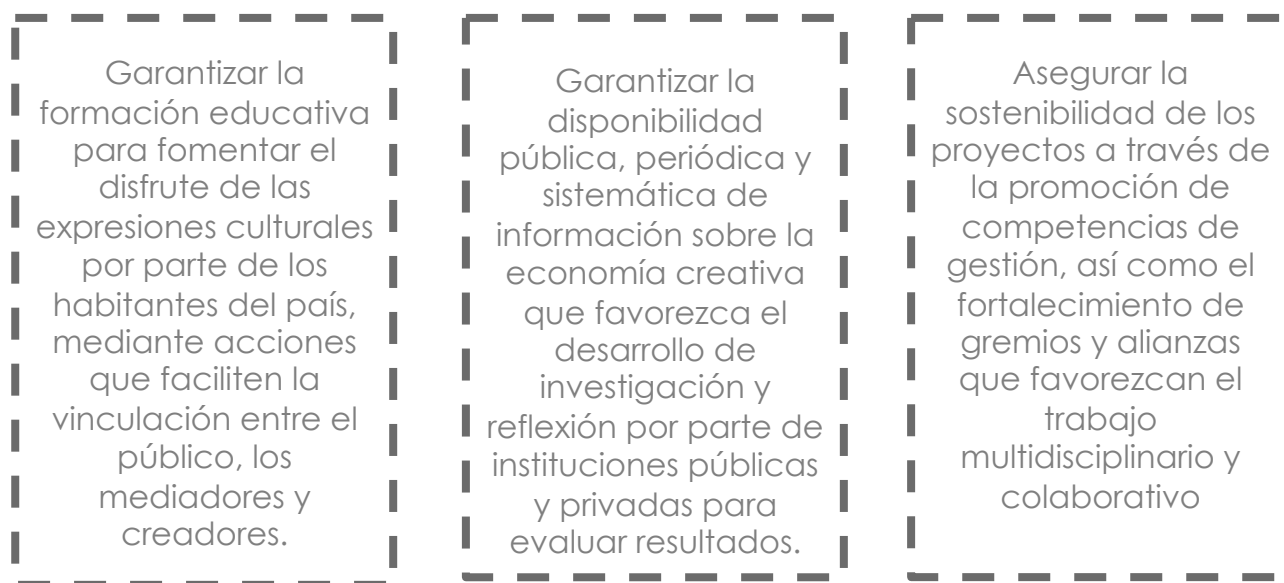 Garantizar la
formación educativa
para fomentar el
disfrute de las
expresiones culturales
por parte de los
habitantes del país,
mediante acciones
que faciliten la
vinculación entre el
público, los
mediadores y
creadores.
Garantizar la
disponibilidad
pública, periódica y
sistemática de
información sobre la
economía creativa
que favorezca el
desarrollo de
investigación y
reflexión por parte de
instituciones públicas
y privadas para
evaluar resultados.
Asegurar la
sostenibilidad de los
proyectos a través de
la promoción de
competencias de
gestión, así como el
fortalecimiento de
gremios y alianzas
que favorezcan el
trabajo
multidisciplinario y
colaborativo